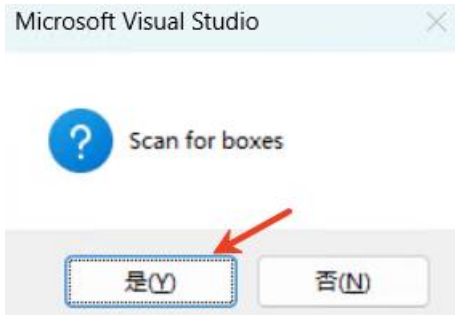 Microsoft Visual Studio
Scan for boxes
是(Y)
否(N)